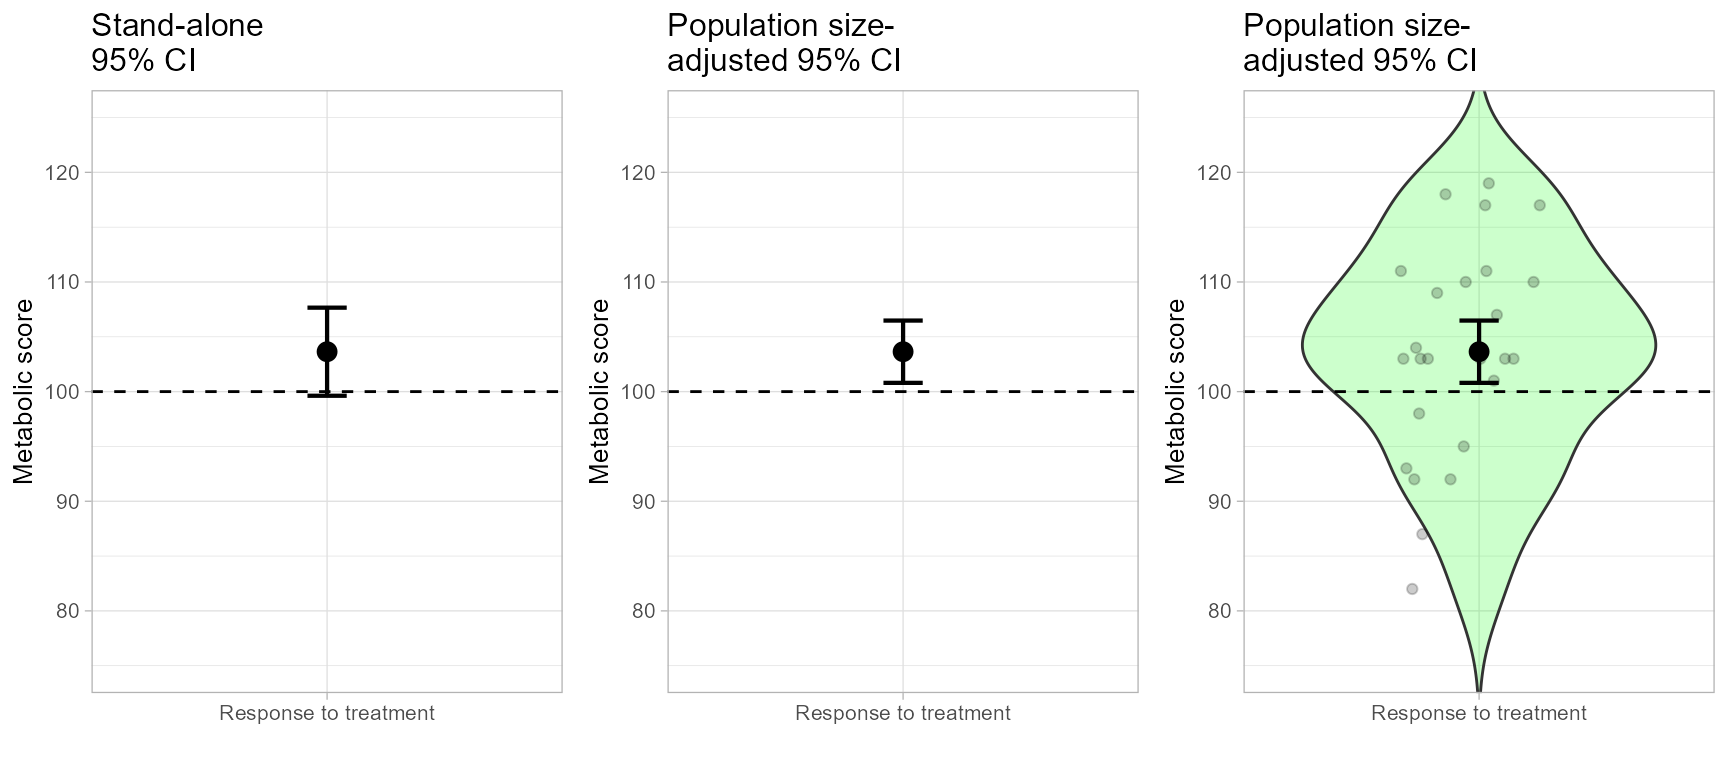 Stand-alone
95% CI
Metabolic score
120
110
100
90
80
Response to treatment
Population size-
adjusted 95% CI
Metabolic score
120
110
100
90
80
Response to treatment
Population size-
adjusted 95% CI
Metabolic score
120
110
100
90
80
Response to treatment